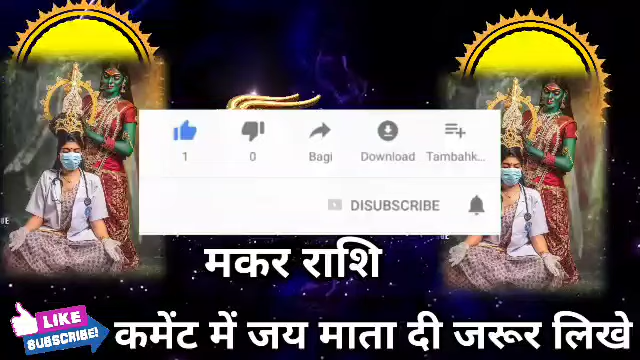 1
0
Bagi
Download
Tambahk...
DISUBSCRIBE
मकर राशि
LIKE
SUBSCRIBE!
कमेंट में जय माता दी जरूर लिखे